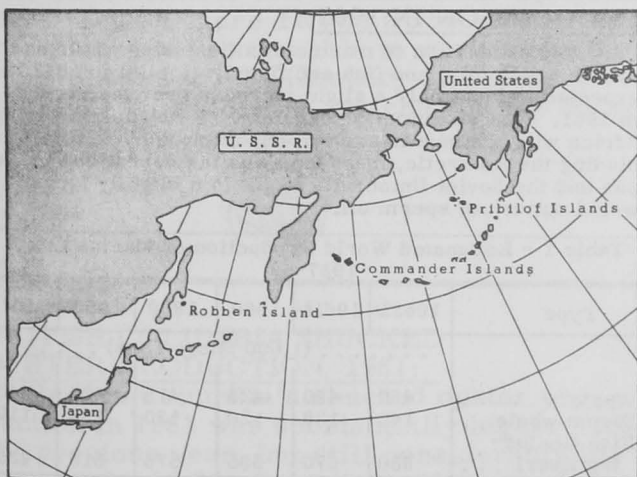 United States
U. S. S. R.
Pribilof Islands
Commander Islands
Robben Island
Japan